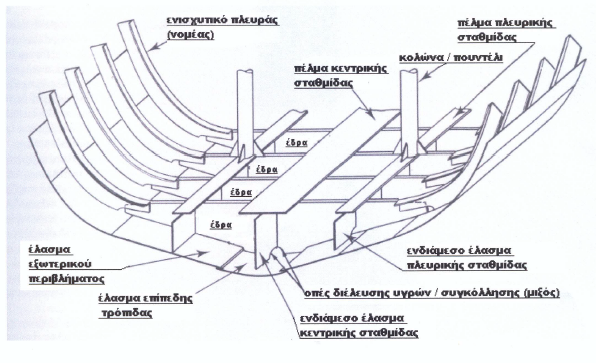 ενισχυτικό πλευράς
(νομέας)
πέλμα πλευρικής
σταθμίδας
κολώνα / πουντέλι
πέλμα κεντρικής
σταθμίδας
έδρα
έδρα
έδρα
έδρα
έλασμα
εξωτερικού
περιβλήματος
ενδιάμεσο έλασμα
πλευρικής σταθμίδας
έλασμα επίπεδης
τρόπιδας
οπές διέλευσης υγρών / συγκόλλησης (μιξός)
ενδιάμεσο έλασμα
κεντρικής σταθμίδας